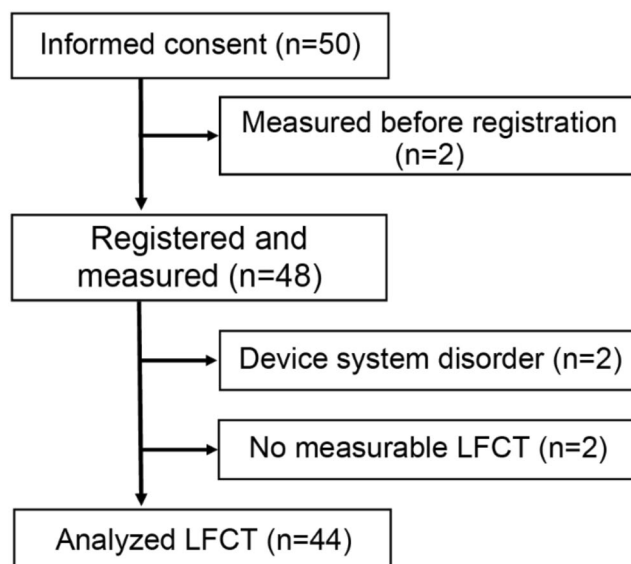 Informed consent (n=50)
Measured before registration
(n=2)
Registered and
measured (n=48)
Device system disorder (n=2)
No measurable LFCT (n=2)
Analyzed LFCT (n=44)